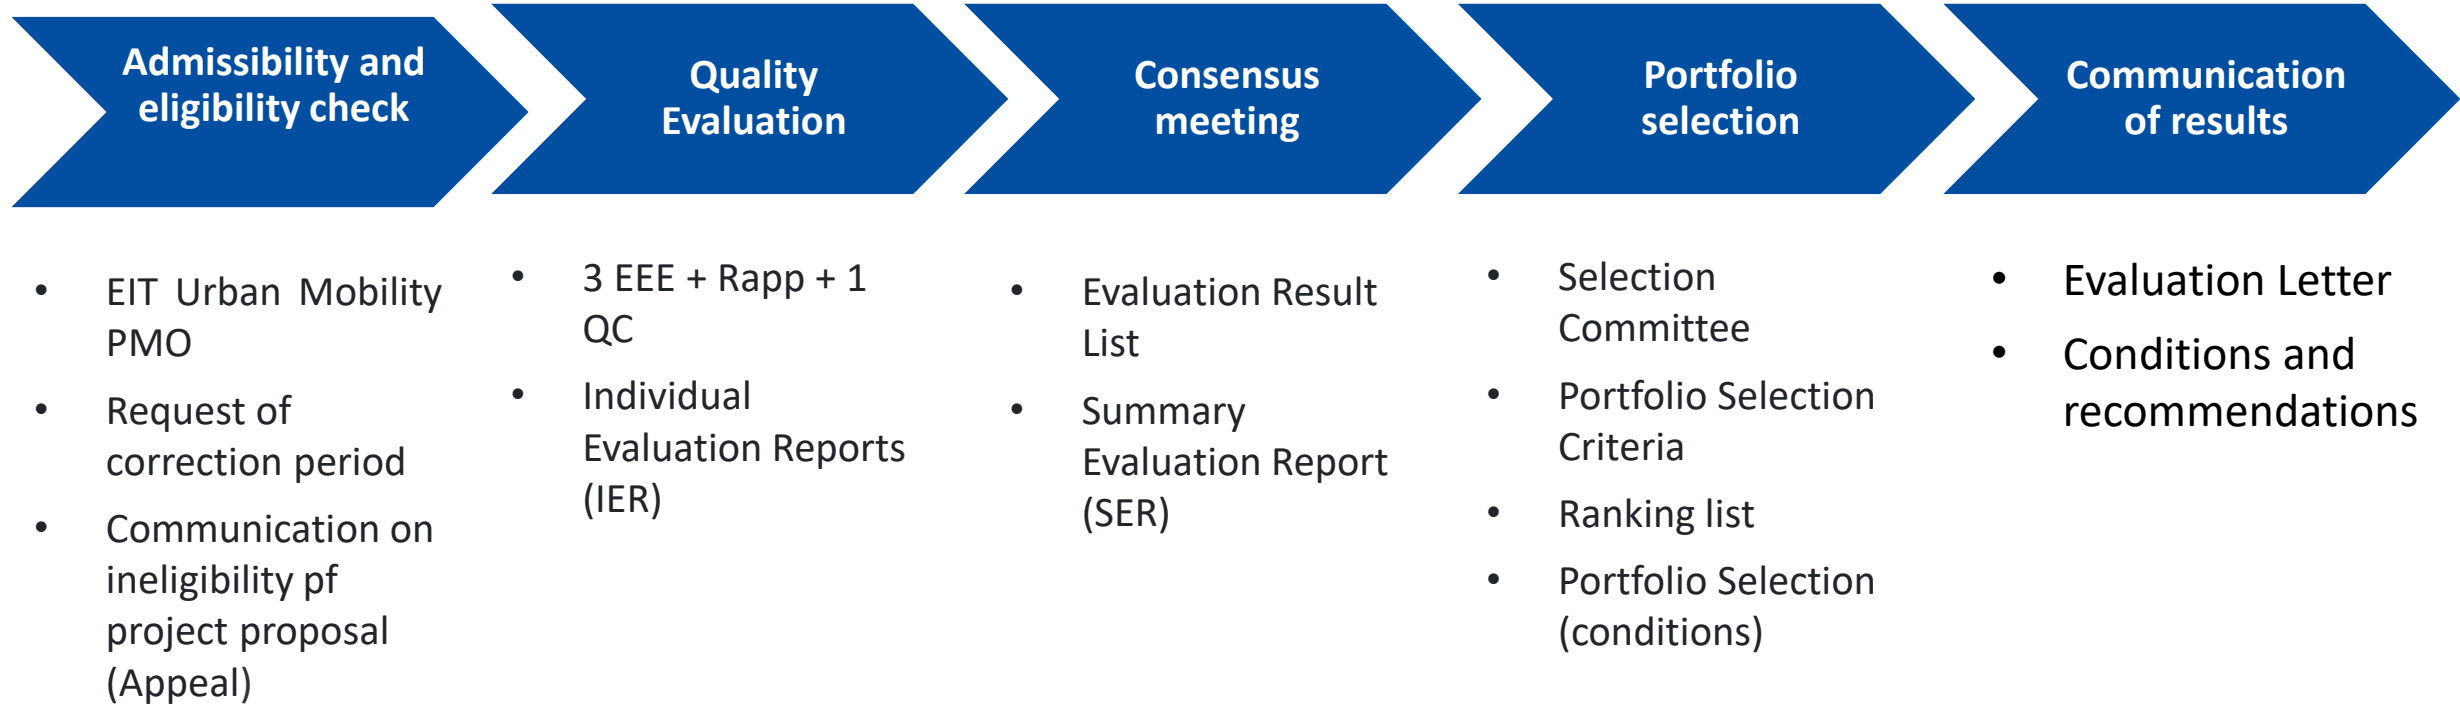 Admissibility and
eligibility check
Quality
Evaluation
Consensus
meeting
Portfolio
selection
Communication
of results
• EIT Urban Mobility
PMO
• Request of
correction period
• Communication on
ineligibility pf
project proposal
(Appeal)
• 3 EEE + Rapp + 1
QC
• Individual
Evaluation Reports
(IER)
• Evaluation Result
List
• Summary
Evaluation Report
(SER)
• Selection
Committee
• Portfolio Selection
Criteria
• Ranking list
• Portfolio Selection
(conditions)
• Evaluation Letter
• Conditions and
recommendations